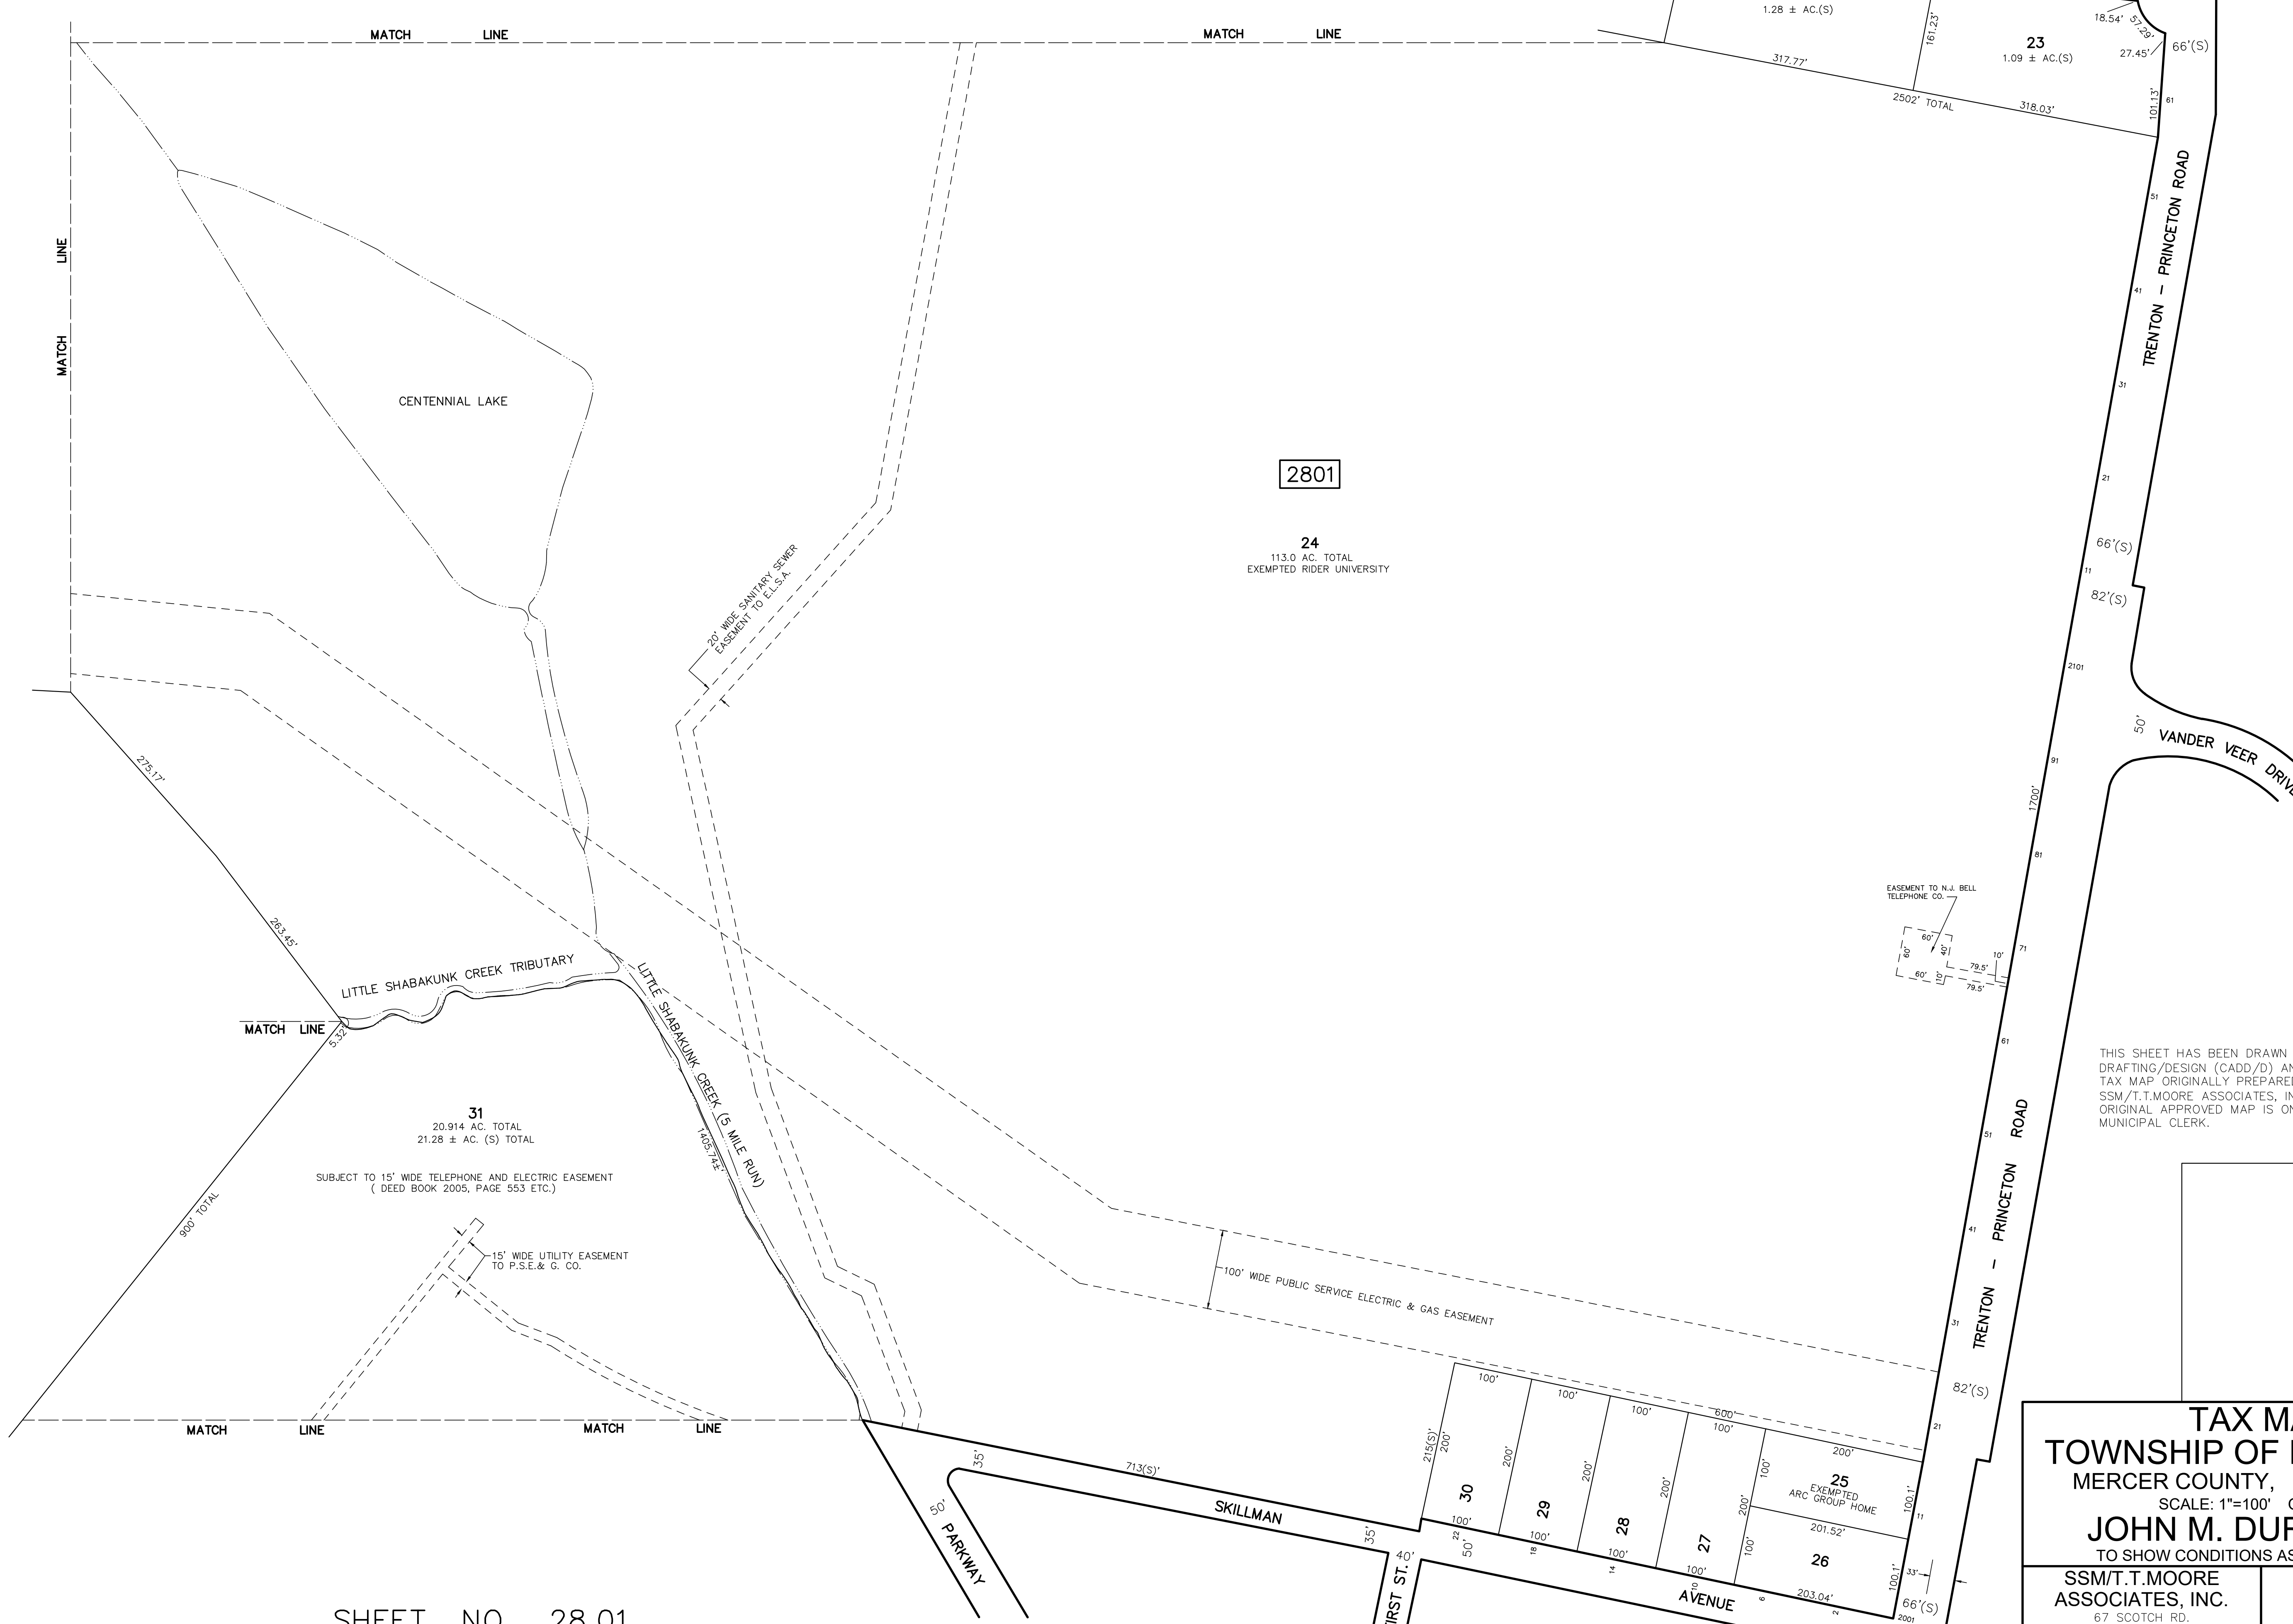 1.28 ± AC.(S)
161.23'
18.54'
57.29'
27.45'
66'(S)
23
1.09 ± AC.(S)
MATCH LINE
MATCH LINE
317.77'
2502' TOTAL
318.03'
101.13'
61
51
TRENTON - PRINCETON ROAD
41
31
21
66'(S)
11
82'(S)
2101
MATCH LINE
CENTENNIAL LAKE
2801
24
113.0 AC. TOTAL
EXEMPTED RIDER UNIVERSITY
20' WIDE SANITARY SEWER
EASEMENT TO E.L.S.A.
50'
VANDER VEER DRIVE
91
1700'
81
275.17'
263.45'
EASEMENT TO N.J. BELL
TELEPHONE CO.
60'
60'
40'
60'
10'
79.5'
79.5'
10'
71
61
LITTLE SHABAKUNK CREEK TRIBUTARY
MATCH LINE
5.32'
LITTLE SHABAKUNK CREEK (5 MILE RUN)
1405.74±'
THIS SHEET HAS BEEN DRAWN
DRAFTING/DESIGN (CADD/D) AN
TAX MAP ORIGINALLY PREPARED
SSM/T.T.MOORE ASSOCIATES, IN
ORIGINAL APPROVED MAP IS ON
MUNICIPAL CLERK.
31
20.914 AC. TOTAL
21.28 ± AC. (S) TOTAL
SUBJECT TO 15' WIDE TELEPHONE AND ELECTRIC EASEMENT
( DEED BOOK 2005, PAGE 553 ETC.)
900' TOTAL
15' WIDE UTILITY EASEMENT
TO P.S.E.& G. CO.
51
TRENTON - PRINCETON ROAD
41
31
100' WIDE PUBLIC SERVICE ELECTRIC & GAS EASEMENT
82'(S)
21
MATCH LINE
MATCH LINE
100'
100'
100'
600'
100'
200'
215(S)'
200'
200'
200'
200'
200'
100'
100'
30
29
28
27
25
EXEMPTED
ARC GROUP HOME
100.1'
11
201.52'
26
100.1'
33'
66'(S)
2001
100'
100'
100'
100'
203.04'
22
18
14
10
6
2
35'
713(S)'
SKILLMAN
35'
50'
40'
AVENUE
50'
PARKWAY
FIRST ST.
TAX MA
TOWNSHIP OF
MERCER COUNTY,
SCALE: 1"=100'
JOHN M. DUF
TO SHOW CONDITIONS AS
SSM/T.T.MOORE
ASSOCIATES, INC.
67 SCOTCH RD.
SHEET NO. 28.01